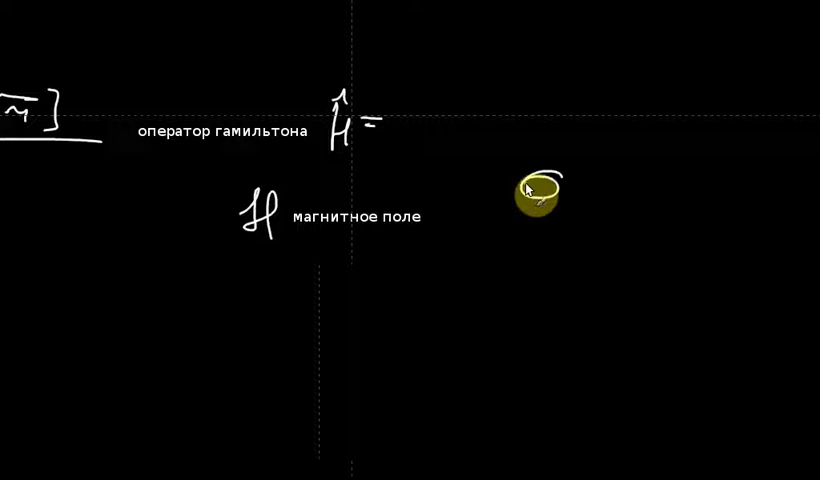 m̃ ]
оператор гамильтона Ĥ =
ℋ магнитное поле
σ